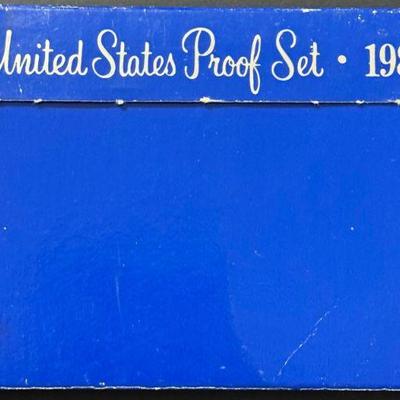 United States Proof Set · 198